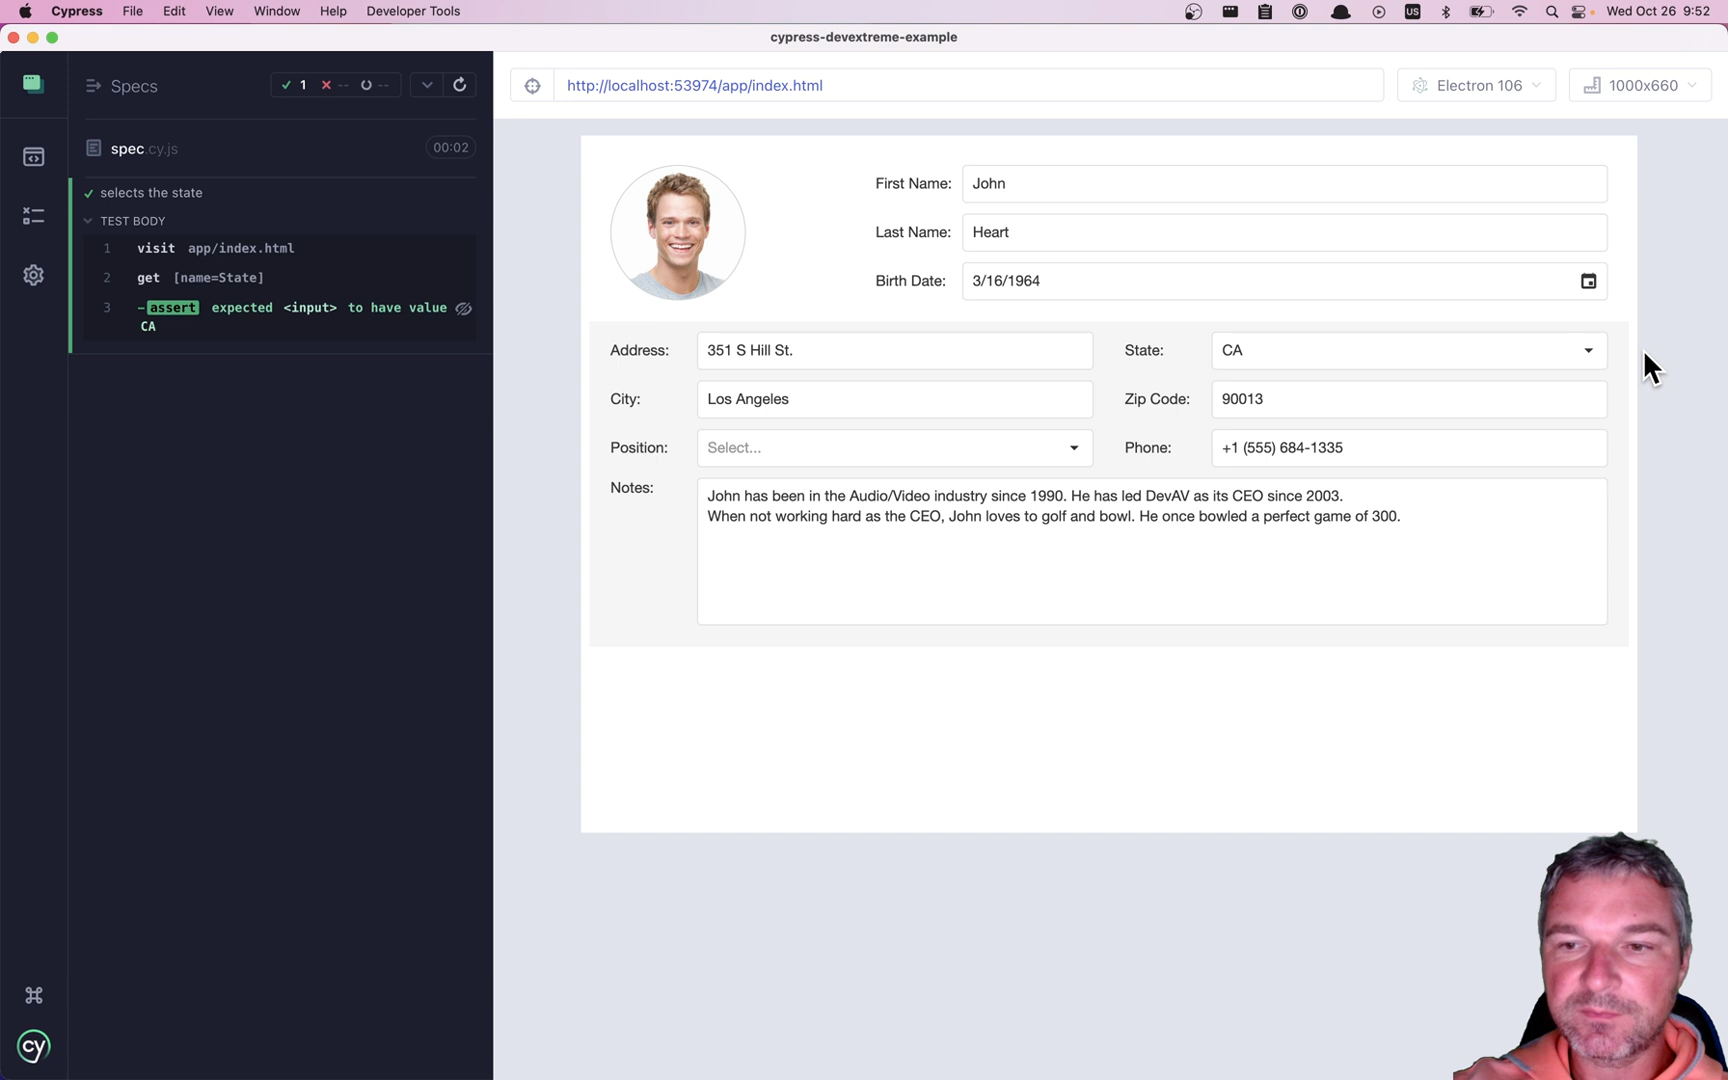 Cypress File Edit View Window Help Developer Tools US Wed Oct 26 9:52
cypress-devextreme-example
Specs 1 -- --
http://localhost:53974/app/index.html Electron 106 1000x660
spec.cy.js 00:02
selects the state
TEST BODY
1 visit app/index.html
2 get [name=State]
3 -assert expected <input> to have value
CA
First Name: John
Last Name: Heart
Birth Date: 3/16/1964
Address: 351 S Hill St. State: CA
City: Los Angeles Zip Code: 90013
Position: Select... Phone: +1 (555) 684-1335
Notes: John has been in the Audio/Video industry since 1990. He has led DevAV as its CEO since 2003.
When not working hard as the CEO, John loves to golf and bowl. He once bowled a perfect game of 300.
cy